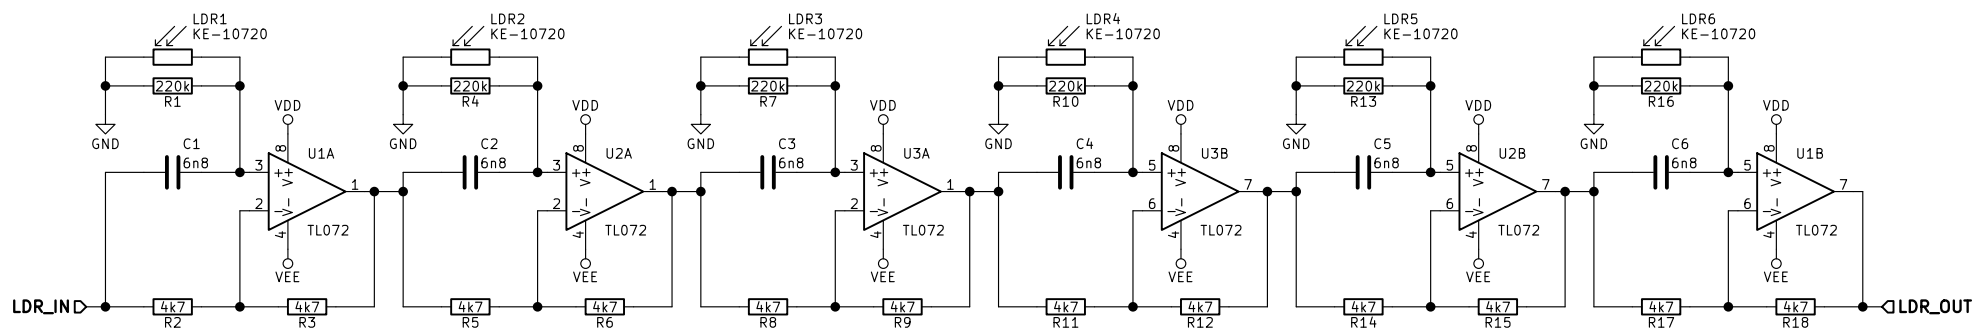 LDR1
KE-10720
220k
R1
GND
C1
6n8
VDD
8
U1A
3
++
V
1
2
-V-
4
TL072
VEE
LDR_IN
4k7
R2
4k7
R3
LDR2
KE-10720
220k
R4
GND
C2
6n8
VDD
8
U2A
3
++
V
1
2
-V-
4
TL072
VEE
4k7
R5
4k7
R6
LDR3
KE-10720
220k
R7
GND
C3
6n8
VDD
8
U3A
3
++
V
1
2
-V-
4
TL072
VEE
4k7
R8
4k7
R9
LDR4
KE-10720
220k
R10
GND
C4
6n8
VDD
8
U3B
5
++
V
7
6
-V-
4
TL072
VEE
4k7
R11
4k7
R12
LDR5
KE-10720
220k
R13
GND
C5
6n8
VDD
8
U2B
5
++
V
7
6
-V-
4
TL072
VEE
4k7
R14
4k7
R15
LDR6
KE-10720
220k
R16
GND
C6
6n8
VDD
8
U1B
5
++
V
7
6
-V-
4
TL072
VEE
4k7
R17
4k7
R18
LDR_OUT